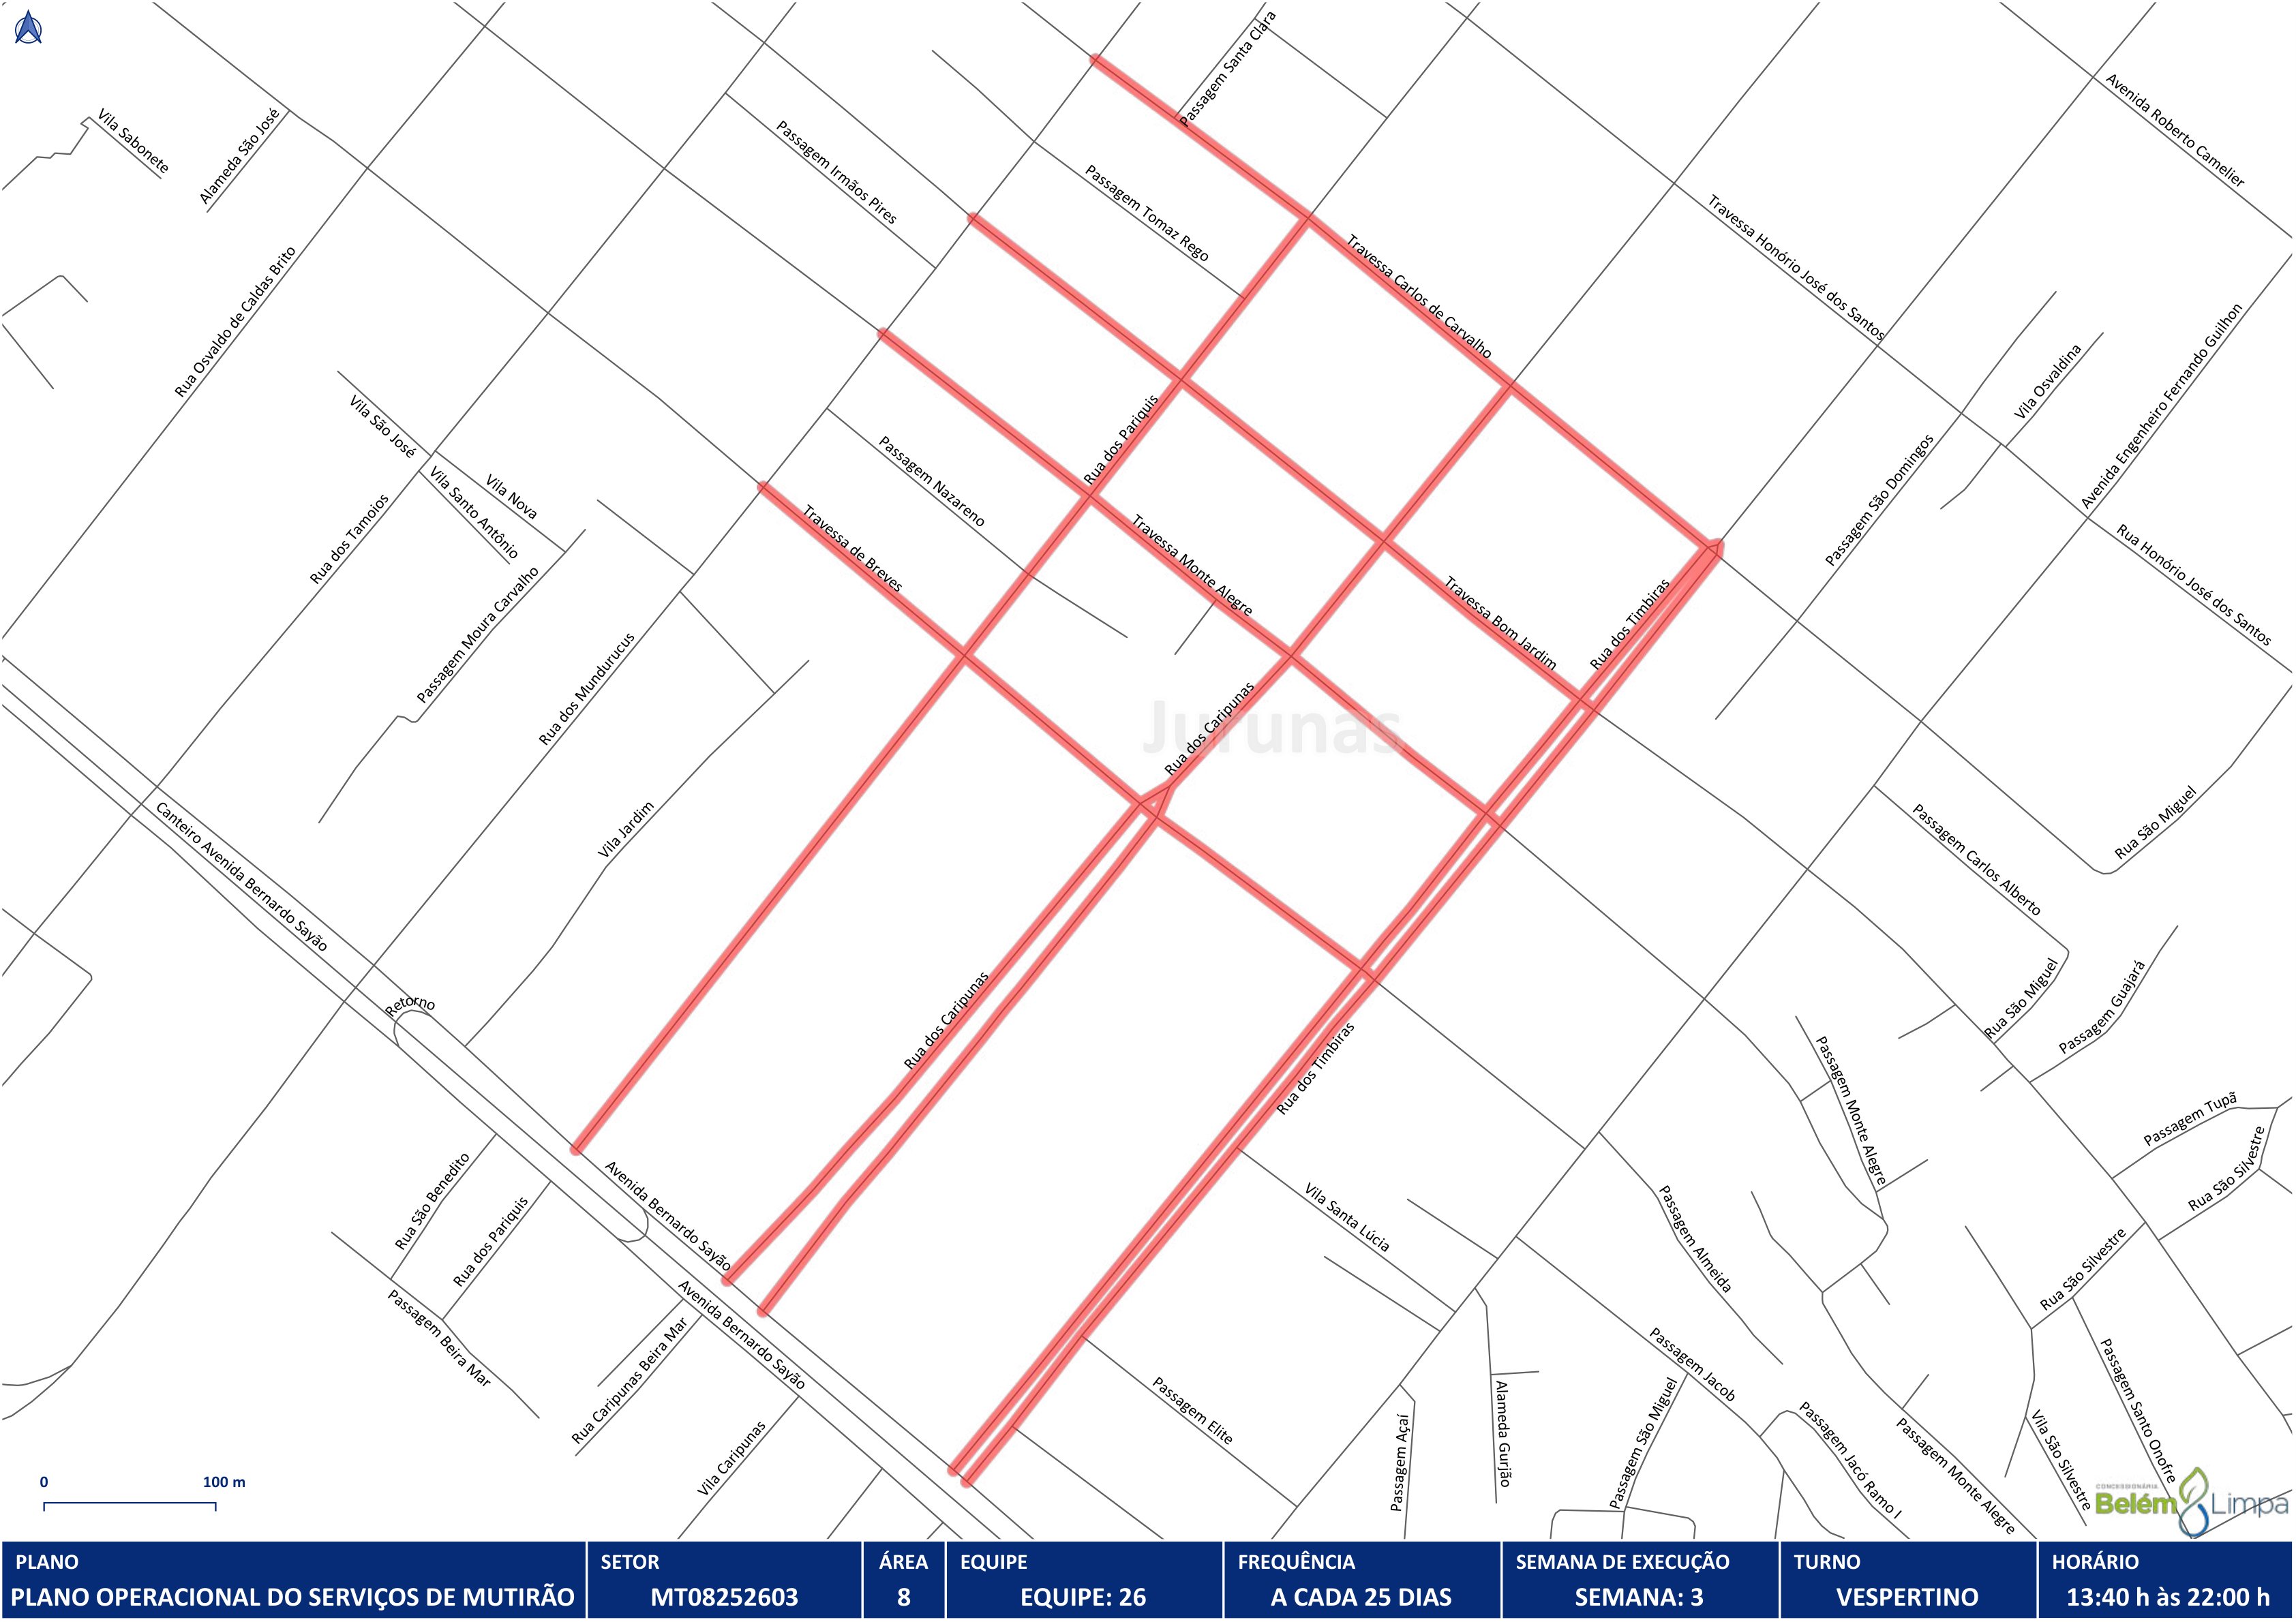 Passagem Santa Clara
Avenida Roberto Camelier
Vila Sabonete
Alameda São José
Passagem Irmãos Pires
Passagem Tomaz Rego
Travessa Honório José dos Santos
Rua Osvaldo de Caldas Brito
Travessa Carlos de Carvalho
Avenida Engenheiro Fernando Guilhon
Vila Osvaldina
Vila São José
Rua dos Pariquis
Passagem Nazareno
Passagem São Domingos
Vila Santo Antônio
Vila Nova
Rua dos Tamoios
Travessa de Breves
Travessa Monte Alegre
Rua Honório José dos Santos
Passagem Moura Carvalho
Travessa Bom Jardim
Rua dos Timbiras
Rua dos Mundurucus
Rua dos Caripunas
Jurunas
Vila Jardim
Rua São Miguel
Canteiro Avenida Bernardo Sayão
Passagem Carlos Alberto
Retorno
Rua dos Caripunas
Rua São Miguel
Passagem Guajará
Rua dos Timbiras
Passagem Monte Alegre
Passagem Tupã
Rua São Silvestre
Avenida Bernardo Sayão
Rua São Benedito
Rua dos Pariquis
Vila Santa Lúcia
Passagem Almeida
Rua São Silvestre
Passagem Beira Mar
Avenida Bernardo Sayão
Rua Caripunas Beira Mar
Passagem Jacob
Passagem Santo Onofre
Passagem Elite
Vila Caripunas
Passagem Açaí
Alameda Gurjão
Passagem São Miguel
Passagem Jacó Ramo I
Passagem Monte Alegre
Vila São Silvestre
0 100 m
CONCESSIONÁRIA
Belém Limpa
PLANO
PLANO OPERACIONAL DO SERVIÇOS DE MUTIRÃO
SETOR
MT08252603
ÁREA
8
EQUIPE
EQUIPE: 26
FREQUÊNCIA
A CADA 25 DIAS
SEMANA DE EXECUÇÃO
SEMANA: 3
TURNO
VESPERTINO
HORÁRIO
13:40 h às 22:00 h